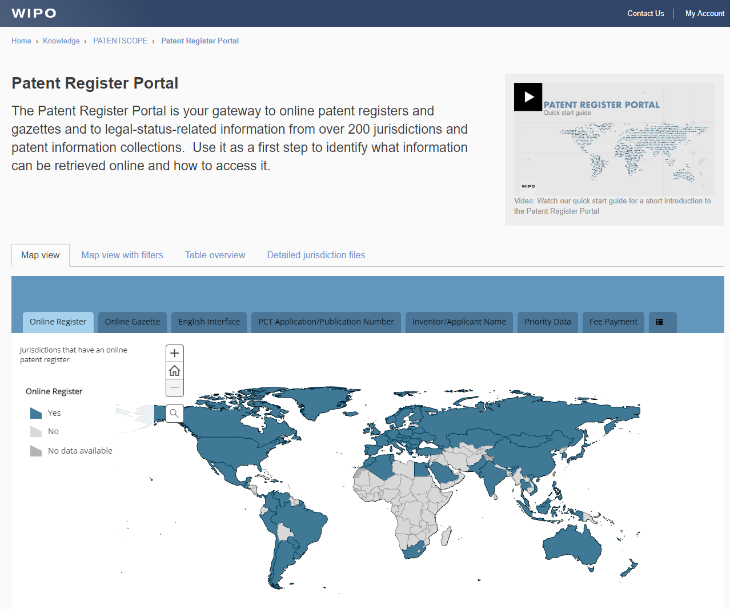 WIPO
Contact Us | My Account
Home › Knowledge › PATENTSCOPE › Patent Register Portal
Patent Register Portal
The Patent Register Portal is your gateway to online patent registers and
gazettes and to legal-status-related information from over 200 jurisdictions and
patent information collections. Use it as a first step to identify what information
can be retrieved online and how to access it.
PATENT REGISTER PORTAL
Quick start guide
WIPO
Video: Watch our quick start guide for a short introduction to
the Patent Register Portal
Map view
Map view with filters
Table overview
Detailed jurisdiction files
Online Register
Online Gazette
English Interface
PCT Application/Publication Number
Inventor/Applicant Name
Priority Data
Fee Payment
Jurisdictions that have an online
patent register
Online Register
Yes
No
No data available